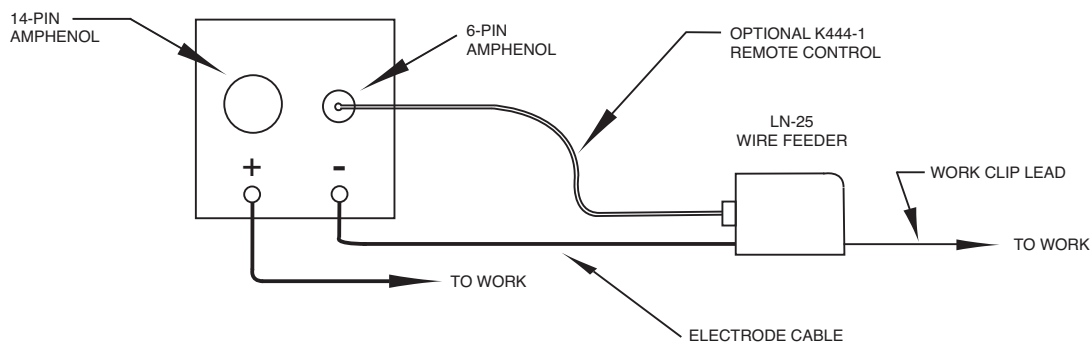 14-PIN
AMPHENOL
6-PIN
AMPHENOL
OPTIONAL K444-1
REMOTE CONTROL
LN-25
WIRE FEEDER
+
-
WORK CLIP LEAD
TO WORK
TO WORK
ELECTRODE CABLE